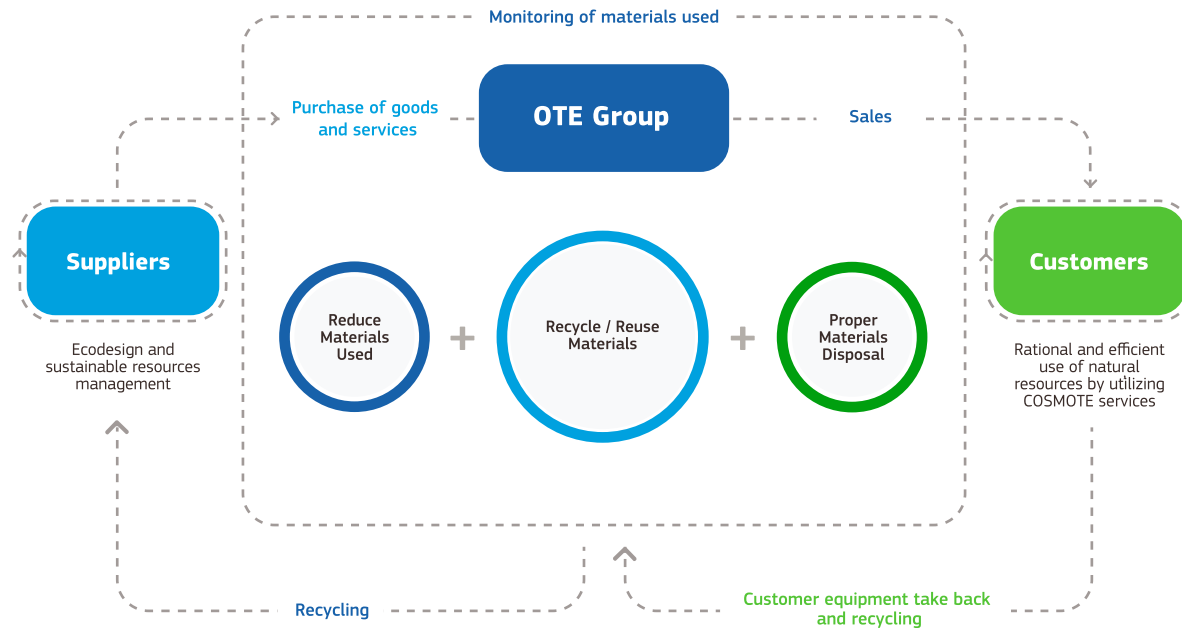 Monitoring of materials used
Purchase of goods
and services
OTE Group
Sales
Suppliers
Customers
Reduce
Materials
Used
+
Recycle / Reuse
Materials
+
Proper
Materials
Disposal
Ecodesign and
sustainable resources
management
Rational and efficient
use of natural
resources by utilizing
COSMOTE services
Recycling
Customer equipment take back
and recycling